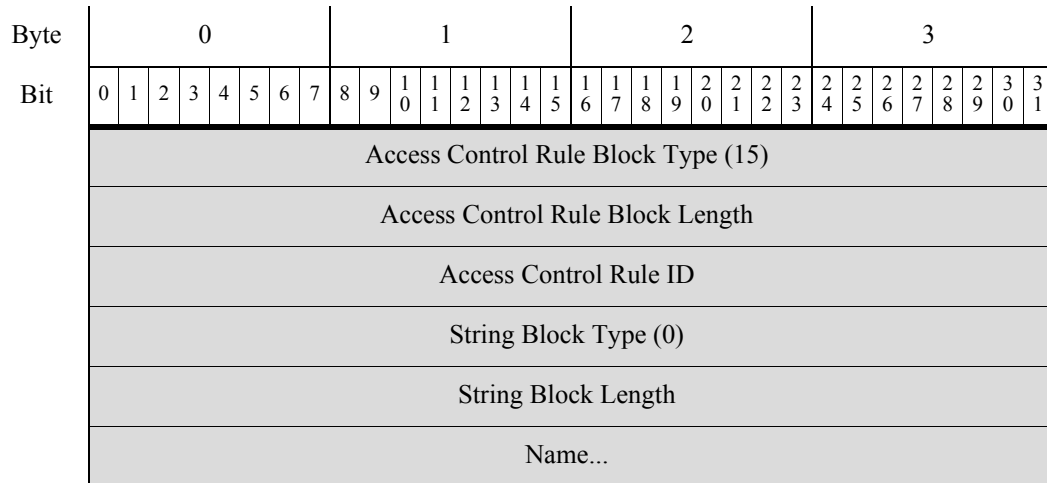 Byte 0 1 2 3
Bit 0 1 2 3 4 5 6 7 8 9 10 11 12 13 14 15 16 17 18 19 20 21 22 23 24 25 26 27 28 29 30 31
Access Control Rule Block Type (15)
Access Control Rule Block Length
Access Control Rule ID
String Block Type (0)
String Block Length
Name...